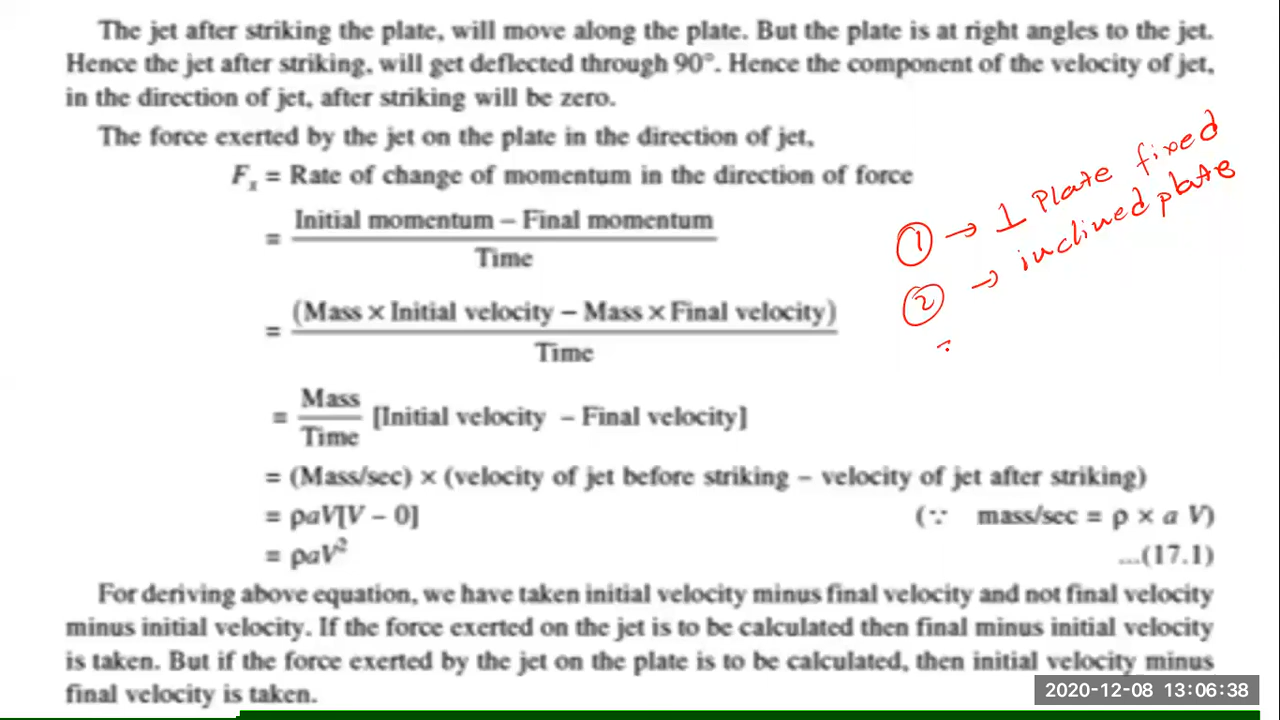 The jet after striking the plate, will move along the plate. But the plate is at right angles to the jet.
Hence the jet after striking, will get deflected through 90°. Hence the component of the velocity of jet,
in the direction of jet, after striking will be zero.
The force exerted by the jet on the plate in the direction of jet,
Fₓ = Rate of change of momentum in the direction of force
= Initial momentum – Final momentum
Time
= (Mass × Initial velocity – Mass × Final velocity)
Time
= Mass
Time [Initial velocity – Final velocity]
= (Mass/sec) × (velocity of jet before striking – velocity of jet after striking)
= ρaV[V – 0] (∵ mass/sec = ρ × a V)
= ρaV² ...(17.1)
For deriving above equation, we have taken initial velocity minus final velocity and not final velocity
minus initial velocity. If the force exerted on the jet is to be calculated then final minus initial velocity
is taken. But if the force exerted by the jet on the plate is to be calculated, then initial velocity minus
final velocity is taken.
① → ⊥ Plate fixed
② → inclined plate
2020-12-08 13:06:38